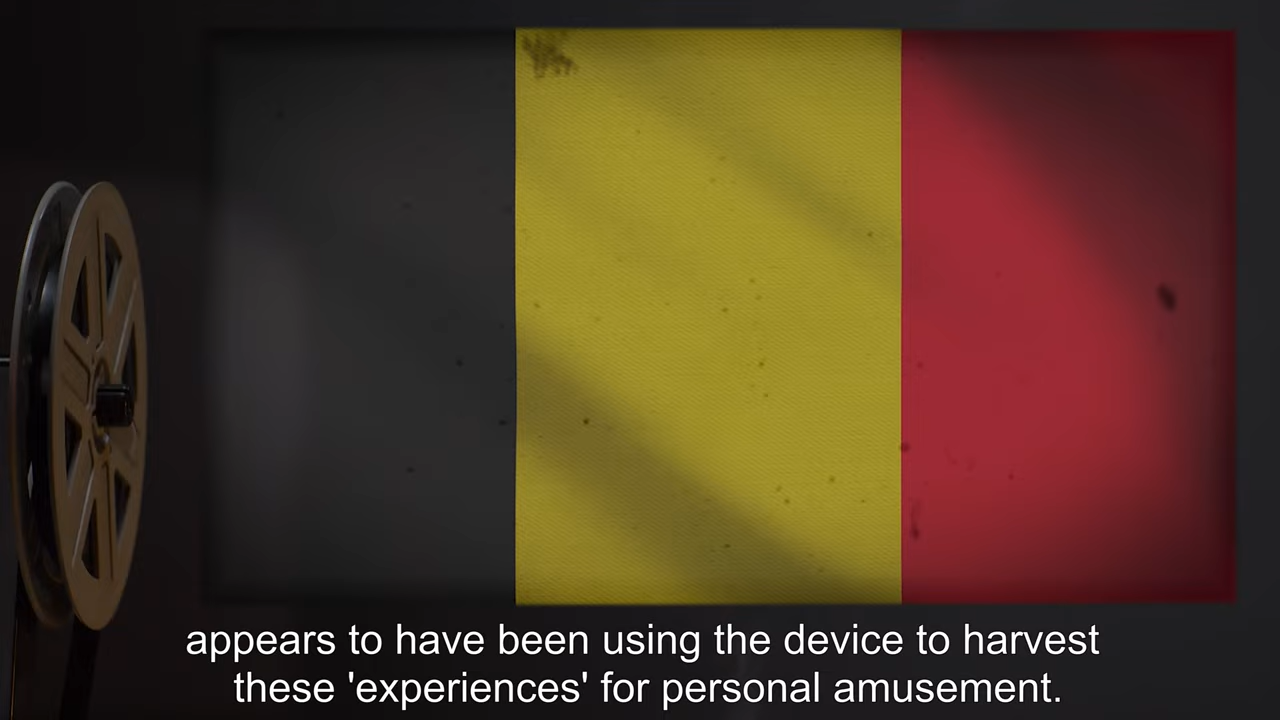 appears to have been using the device to harvest
these 'experiences' for personal amusement.